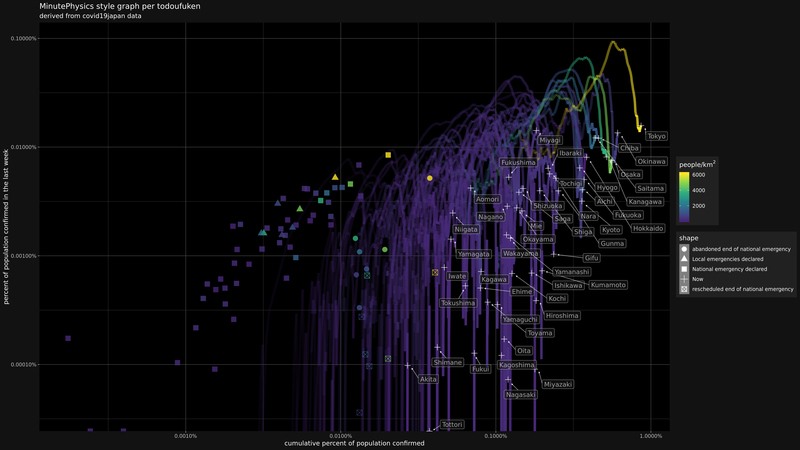 MinutePhysics style graph per todoufuken
derived from covid19japan data
0.10000%
0.01000%
0.00100%
0.00010%
percent of population confirmed in the last week
0.0010%
0.0100%
0.1000%
1.0000%
cumulative percent of population confirmed
Tokyo
Miyagi
Chiba
Ibaraki
Okinawa
Fukushima
Osaka
Tochigi
Hyogo
Saitama
Aomori
Aichi
Kanagawa
Shizuoka
Fukuoka
Nagano
Saga
Nara
Niigata
Mie
Shiga
Kyoto
Hokkaido
Okayama
Gunma
Yamagata
Wakayama
Gifu
Iwate
Kagawa
Yamanashi
Ishikawa
Kumamoto
Ehime
Tokushima
Kochi
Yamaguchi
Hiroshima
Toyama
Oita
Shimane
Fukui
Kagoshima
Akita
Miyazaki
Nagasaki
Tottori
people/km²
6000
4000
2000
shape
abandoned end of national emergency
Local emergencies declared
National emergency declared
Now
rescheduled end of national emergency